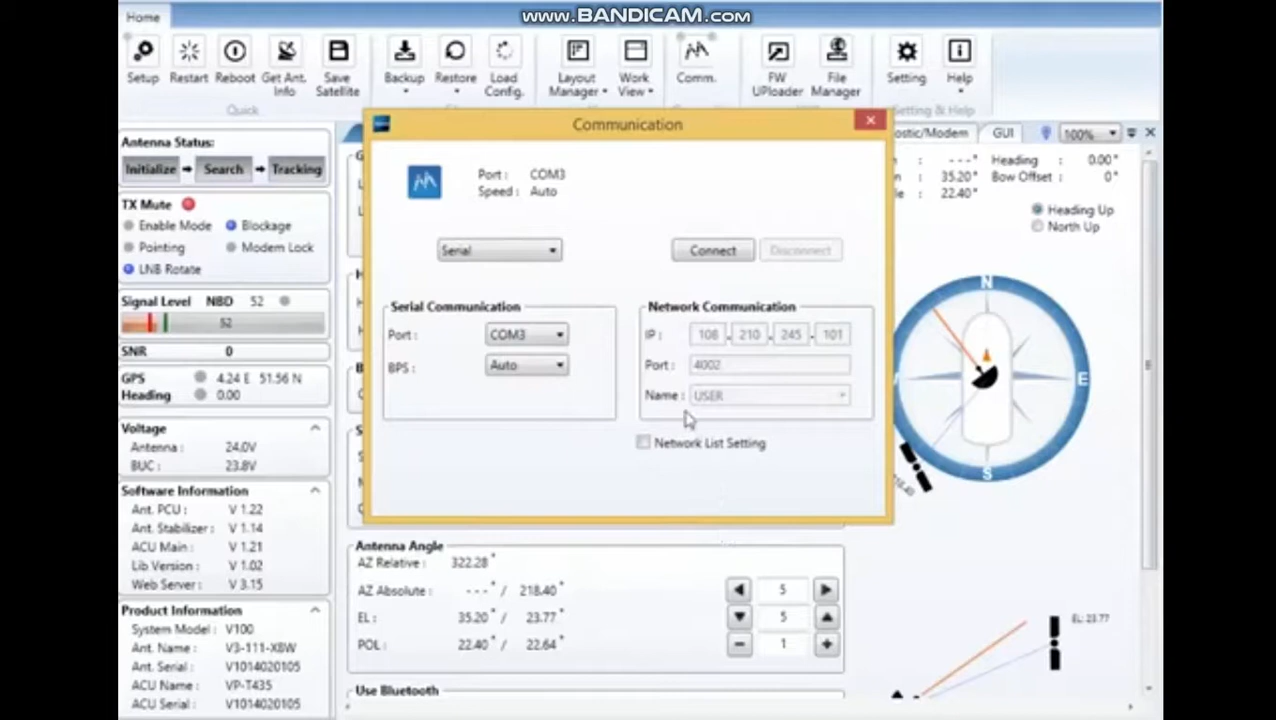 www.BANDICAM.com
Home
Setup Restart Reboot Get Ant. Info Save Satellite Backup Restore Load Config. Layout Manager Work View Comm. FW UPloader File Manager Setting Help
Quick
etting & Help
Antenna Status:
Initialize Search Tracking
TX Mute
Enable Mode Blockage
Pointing Modem Lock
LNB Rotate
Signal Level NBD 52
52
SNR 0
GPS 4.24 E 51.56 N
Heading 0.00
Voltage
Antenna : 24.0V
BUC : 23.8V
Software Information
Ant. PCU : V 1.22
Ant. Stabilizer : V 1.14
ACU Main : V 1.21
Lib Version : V 1.02
Web Server : V 3.15
Product Information
System Model : V100
Ant. Name : V3-111-XBW
Ant. Serial : V1014020105
ACU Name : VP-T435
ACU Serial : V1014020105
Communication
Port : COM3
Speed : Auto
Serial Connect Disconnect
Serial Communication
Port : COM3
BPS : Auto
Network Communication
IP : 108 . 210 . 245 . 101
Port : 4002
Name : USER
Network List Setting
Antenna Angle
AZ Relative : 322.28°
AZ Absolute : ---° / 218.40° 5
EL : 35.20° / 23.77° 5
POL : 22.40° / 22.64° 1
Use Bluetooth
ostic/Modem GUI 100%
: ---° Heading : 0.00°
: 35.20° Bow Offset : 0°
: 22.40°
Heading Up
North Up
N
E
S
EL: 23.77